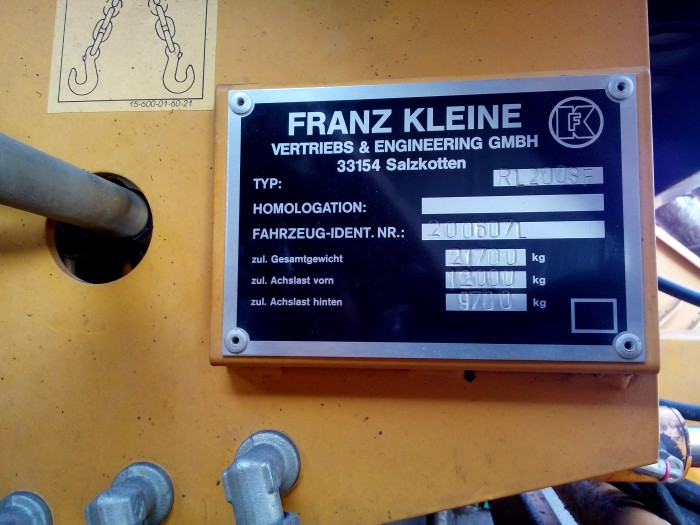 15-600-01-60-21
FRANZ KLEINE
VERTRIEBS & ENGINEERING GMBH
33154 Salzkotten
FK
TYP: RL200SF
HOMOLOGATION:
FAHRZEUG-IDENT. NR.: 200607L
zul. Gesamtgewicht 21700 kg
zul. Achslast vorn 12000 kg
zul. Achslast hinten 9700 kg